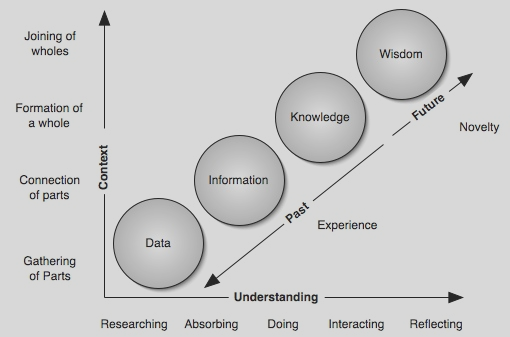 Joining of
wholes
Wisdom
Formation of
a whole
Knowledge
Future
Novelty
Context
Connection
of parts
Information
Past
Experience
Data
Gathering
of Parts
Understanding
Researching
Absorbing
Doing
Interacting
Reflecting